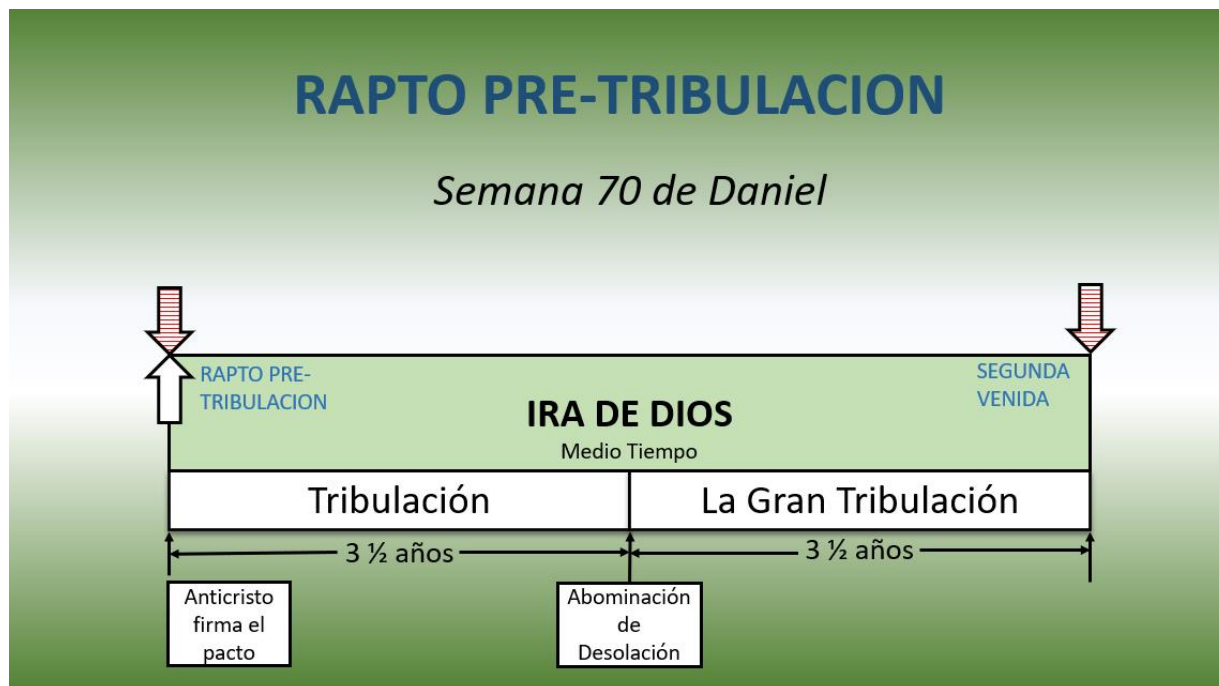 RAPTO PRE-TRIBULACION
Semana 70 de Daniel
RAPTO PRE-
TRIBULACION
SEGUNDA
VENIDA
IRA DE DIOS
Medio Tiempo
Tribulación
La Gran Tribulación
3 ½ años
3 ½ años
Anticristo
firma el
pacto
Abominación
de
Desolación